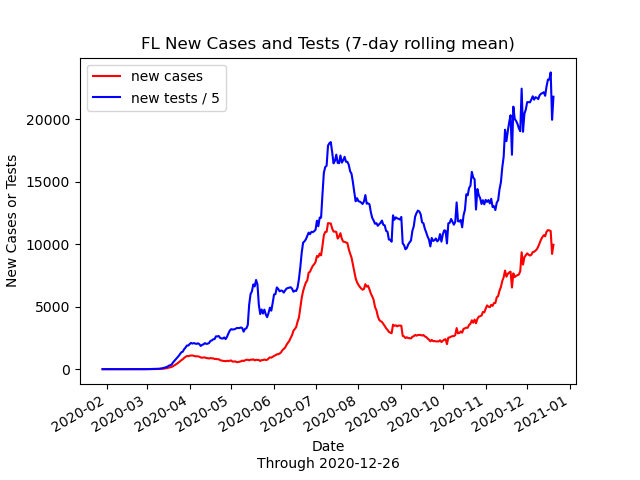 FL New Cases and Tests (7-day rolling mean)
new cases
new tests / 5
New Cases or Tests
20000
15000
10000
5000
0
2020-02
2020-03
2020-04
2020-05
2020-06
2020-07
2020-08
2020-09
2020-10
2020-11
2020-12
2021-01
Date
Through 2020-12-26